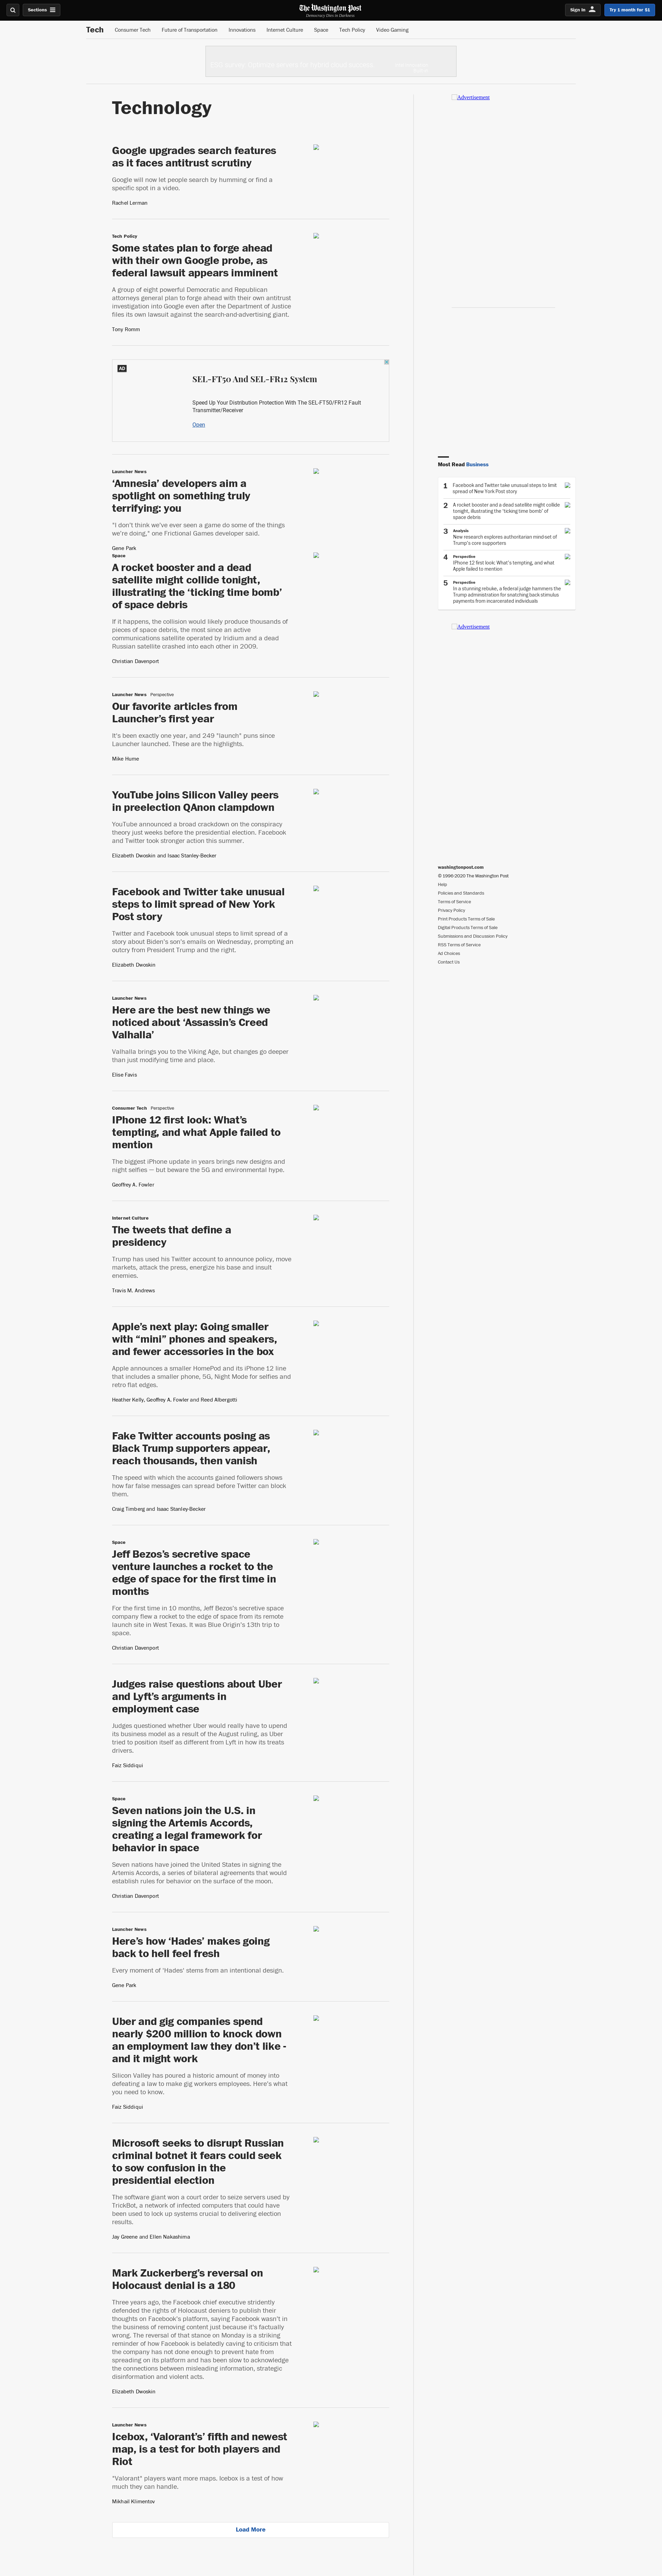 Sections
The Washington Post
Democracy Dies in Darkness
Sign In
Try 1 month for $1
Tech
Consumer Tech
Future of Transportation
Innovations
Internet Culture
Space
Tech Policy
Video Gaming
Technology
Google upgrades search features
as it faces antitrust scrutiny
Google will now let people search by humming or find a
specific spot in a video.
Rachel Lerman
Tech Policy
Some states plan to forge ahead
with their own Google probe, as
federal lawsuit appears imminent
A group of eight powerful Democratic and Republican
attorneys general plan to forge ahead with their own antitrust
investigation into Google even after the Department of Justice
files its own lawsuit against the search-and-advertising giant.
Tony Romm
AD
SEL-FT50 And SEL-FR12 System
Speed Up Your Distribution Protection With The SEL-FT50/FR12 Fault
Transmitter/Receiver
Open
Launcher News
‘Amnesia’ developers aim a
spotlight on something truly
terrifying: you
"I don't think we've ever seen a game do some of the things
we're doing," one Frictional Games developer said.
Gene Park
Space
A rocket booster and a dead
satellite might collide tonight,
illustrating the ‘ticking time bomb’
of space debris
If it happens, the collision would likely produce thousands of
pieces of space debris, the most since an active
communications satellite operated by Iridium and a dead
Russian satellite crashed into each other in 2009.
Christian Davenport
Launcher News Perspective
Our favorite articles from
Launcher’s first year
It's been exactly one year, and 249 "launch" puns since
Launcher launched. These are the highlights.
Mike Hume
YouTube joins Silicon Valley peers
in preelection QAnon clampdown
YouTube announced a broad crackdown on the conspiracy
theory just weeks before the presidential election. Facebook
and Twitter took stronger action this summer.
Elizabeth Dwoskin and Isaac Stanley-Becker
Facebook and Twitter take unusual
steps to limit spread of New York
Post story
Twitter and Facebook took unusual steps to limit spread of a
story about Biden's son's emails on Wednesday, prompting an
outcry from President Trump and the right.
Elizabeth Dwoskin
Launcher News
Here are the best new things we
noticed about ‘Assassin’s Creed
Valhalla’
Valhalla brings you to the Viking Age, but changes go deeper
than just modifying time and place.
Elise Favis
Consumer Tech Perspective
IPhone 12 first look: What’s
tempting, and what Apple failed to
mention
The biggest iPhone update in years brings new designs and
night selfies — but beware the 5G and environmental hype.
Geoffrey A. Fowler
Internet Culture
The tweets that define a
presidency
Trump has used his Twitter account to announce policy, move
markets, attack the press, energize his base and insult
enemies.
Travis M. Andrews
Apple’s next play: Going smaller
with “mini” phones and speakers,
and fewer accessories in the box
Apple announces a smaller HomePod and its iPhone 12 line
that includes a smaller phone, 5G, Night Mode for selfies and
retro flat edges.
Heather Kelly, Geoffrey A. Fowler and Reed Albergotti
Fake Twitter accounts posing as
Black Trump supporters appear,
reach thousands, then vanish
The speed with which the accounts gained followers shows
how far false messages can spread before Twitter can block
them.
Craig Timberg and Isaac Stanley-Becker
Space
Jeff Bezos’s secretive space
venture launches a rocket to the
edge of space for the first time in
months
For the first time in 10 months, Jeff Bezos's secretive space
company flew a rocket to the edge of space from its remote
launch site in West Texas. It was Blue Origin's 13th trip to
space.
Christian Davenport
Judges raise questions about Uber
and Lyft’s arguments in
employment case
Judges questioned whether Uber would really have to upend
its business model as a result of the August ruling, as Uber
tried to position itself as different from Lyft in how its treats
drivers.
Faiz Siddiqui
Space
Seven nations join the U.S. in
signing the Artemis Accords,
creating a legal framework for
behavior in space
Seven nations have joined the United States in signing the
Artemis Accords, a series of bilateral agreements that would
establish rules for behavior on the surface of the moon.
Christian Davenport
Launcher News
Here’s how ‘Hades’ makes going
back to hell feel fresh
Every moment of 'Hades' stems from an intentional design.
Gene Park
Uber and gig companies spend
nearly $200 million to knock down
an employment law they don’t like -
and it might work
Silicon Valley has poured a historic amount of money into
defeating a law to make gig workers employees. Here's what
you need to know.
Faiz Siddiqui
Microsoft seeks to disrupt Russian
criminal botnet it fears could seek
to sow confusion in the
presidential election
The software giant won a court order to seize servers used by
TrickBot, a network of infected computers that could have
been used to lock up systems crucial to delivering election
results.
Jay Greene and Ellen Nakashima
Mark Zuckerberg’s reversal on
Holocaust denial is a 180
Three years ago, the Facebook chief executive stridently
defended the rights of Holocaust deniers to publish their
thoughts on Facebook's platform, saying Facebook wasn't in
the business of removing content just because it's factually
wrong. The reversal of that stance on Monday is a striking
reminder of how Facebook is belatedly caving to criticism that
the company has not done enough to prevent hate from
spreading on its platform and has been slow to acknowledge
the connections between misleading information, strategic
disinformation and violent acts.
Elizabeth Dwoskin
Launcher News
Icebox, ‘Valorant’s’ fifth and newest
map, is a test for both players and
Riot
"Valorant" players want more maps. Icebox is a test of how
much they can handle.
Mikhail Klimentov
Load More
Advertisement
Most Read Business
1 Facebook and Twitter take unusual steps to limit
spread of New York Post story
2 A rocket booster and a dead satellite might collide
tonight, illustrating the 'ticking time bomb' of
space debris
3 Analysis
New research explores authoritarian mind-set of
Trump's core supporters
4 Perspective
IPhone 12 first look: What's tempting, and what
Apple failed to mention
5 Perspective
In a stunning rebuke, a federal judge hammers the
Trump administration for snatching back stimulus
payments from incarcerated individuals
Advertisement
washingtonpost.com
© 1996-2020 The Washington Post
Help
Policies and Standards
Terms of Service
Privacy Policy
Print Products Terms of Sale
Digital Products Terms of Sale
Submissions and Discussion Policy
RSS Terms of Service
Ad Choices
Contact Us